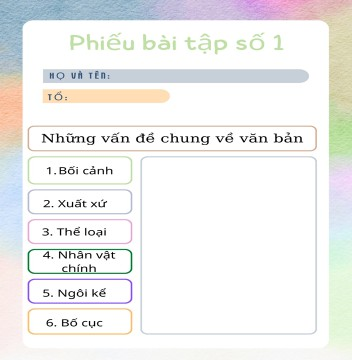 Phiếu bài tập số 1
HỌ VÀ TÊN:
TỔ:
Những vấn đề chung về văn bản
1. Bối cảnh
2. Xuất xứ
3. Thể loại
4. Nhân vật
chính
5. Ngôi kể
6. Bố cục